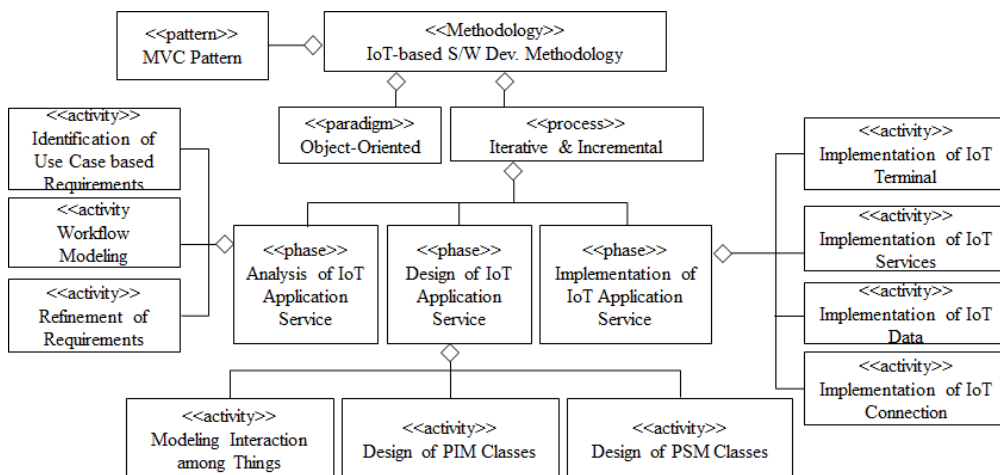 <<pattern>>
MVC Pattern
<<Methodology>>
IoT-based S/W Dev. Methodology
<<paradigm>>
Object-Oriented
<<process>>
Iterative & Incremental
<<activity>>
Identification of
Use Case based
Requirements
<<activity
Workflow
Modeling
<<activity>>
Refinement of
Requirements
<<phase>>
Analysis of IoT
Application
Service
<<phase>>
Design of IoT
Application
Service
<<phase>>
Implementation of
IoT Application
Service
<<activity>>
Implementation of IoT
Terminal
<<activity>>
Implementation of IoT
Services
<<activity>>
Implementation of IoT
Data
<<activity>>
Implementation of IoT
Connection
<<activity>>
Modeling Interaction
among Things
<<activity>>
Design of PIM Classes
<<activity>>
Design of PSM Classes